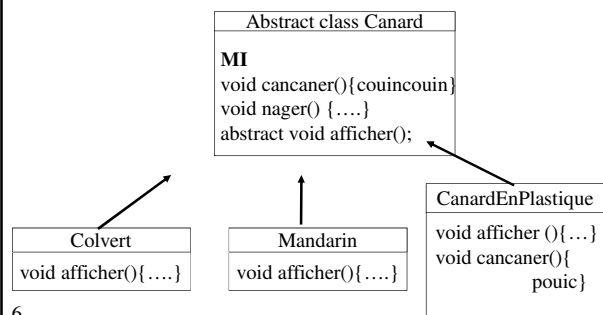 Abstract class Canard
MI
void cancaner(){couincouin}
void nager() {….}
abstract void afficher();
Colvert
void afficher(){….}
Mandarin
void afficher(){….}
CanardEnPlastique
void afficher (){…}
void cancaner(){
pouic}
6